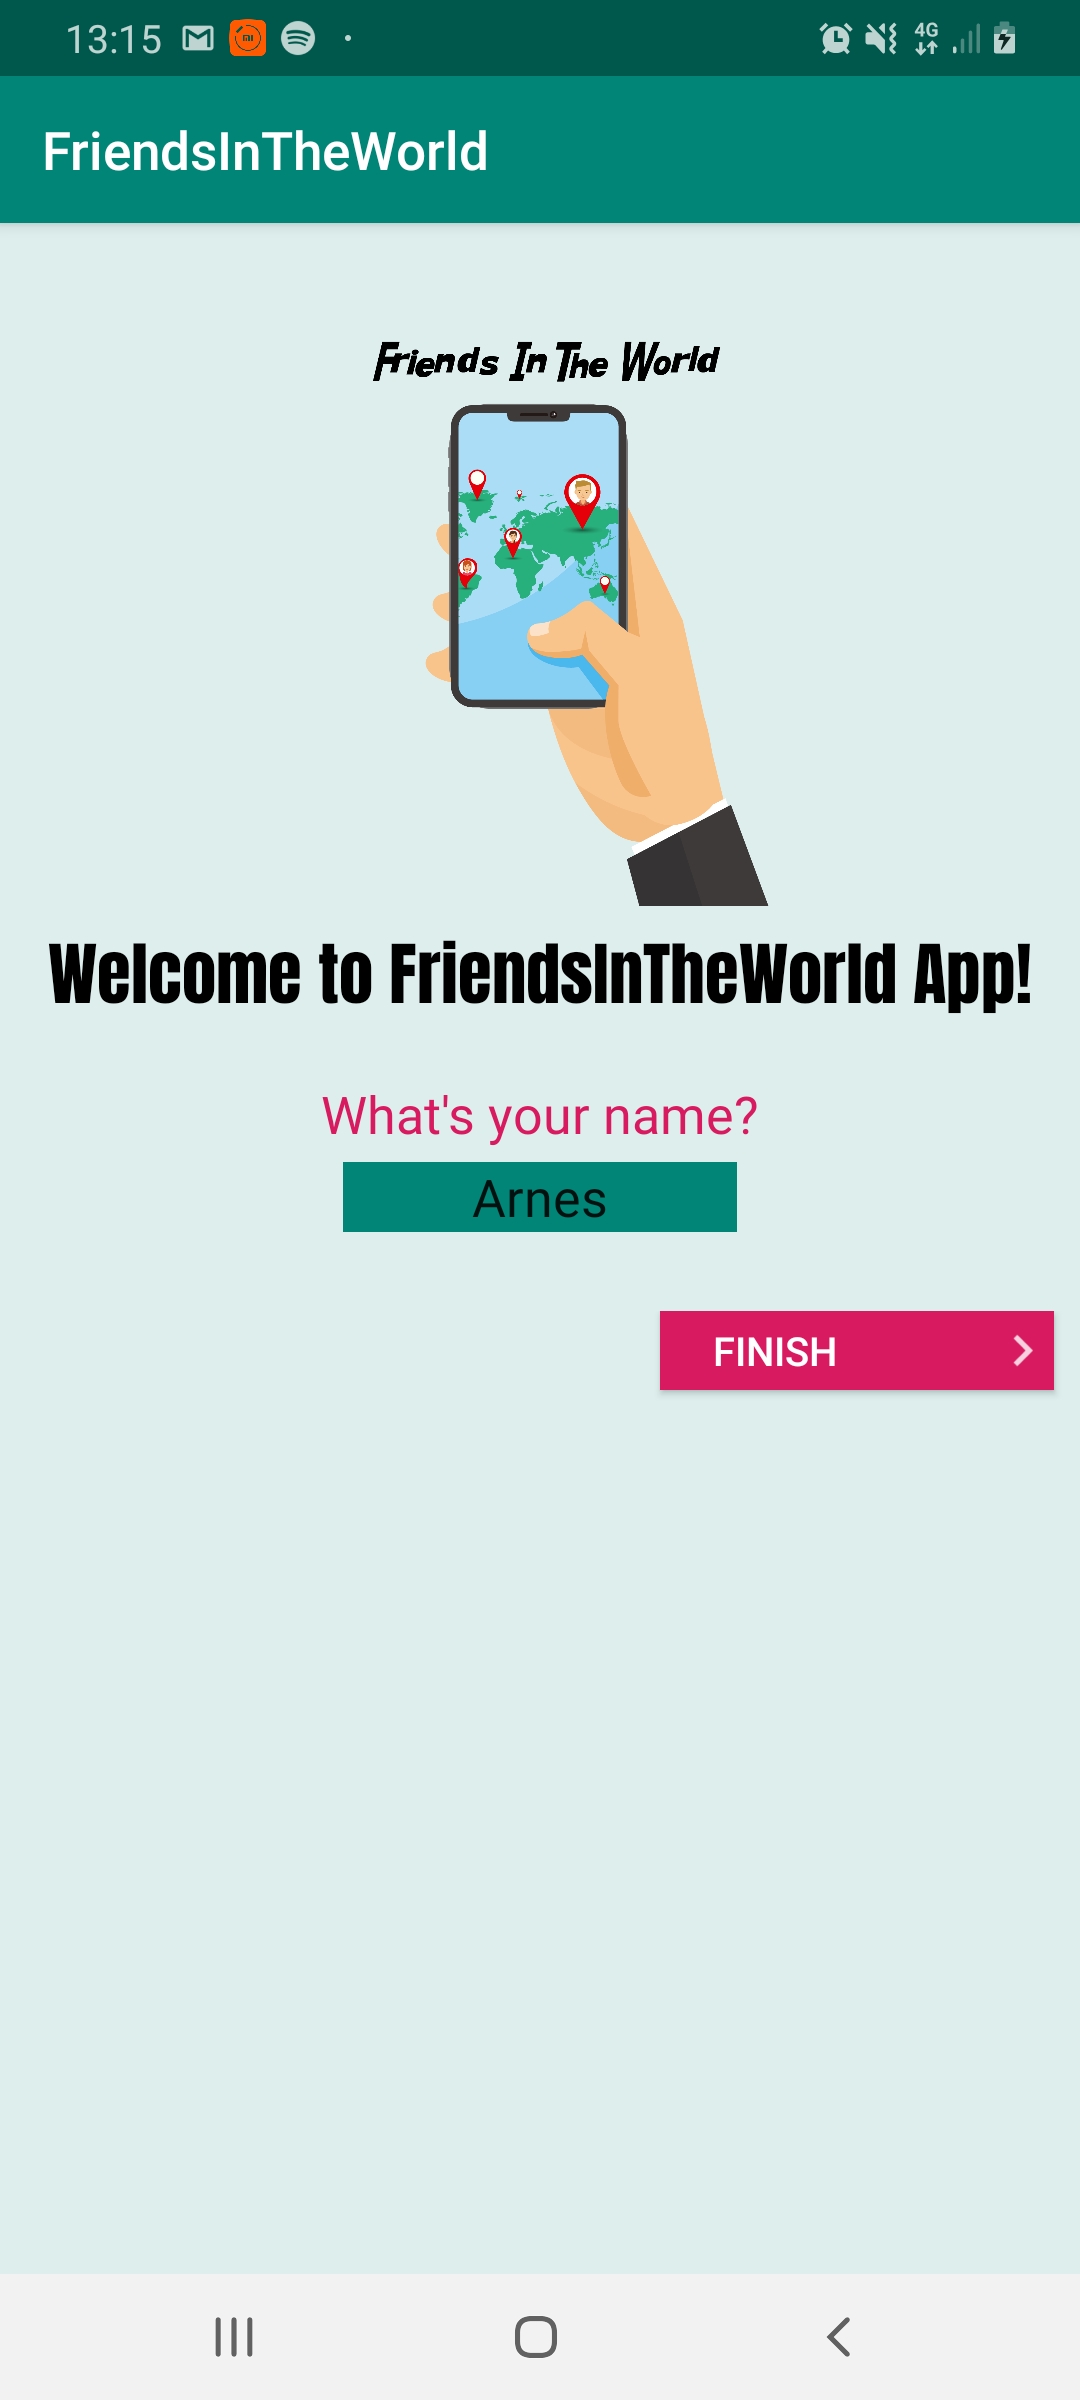 13:15
4G
FriendsInTheWorld
Friends In The World
Welcome to FriendsInTheWorld App!
What's your name?
Arnes
FINISH